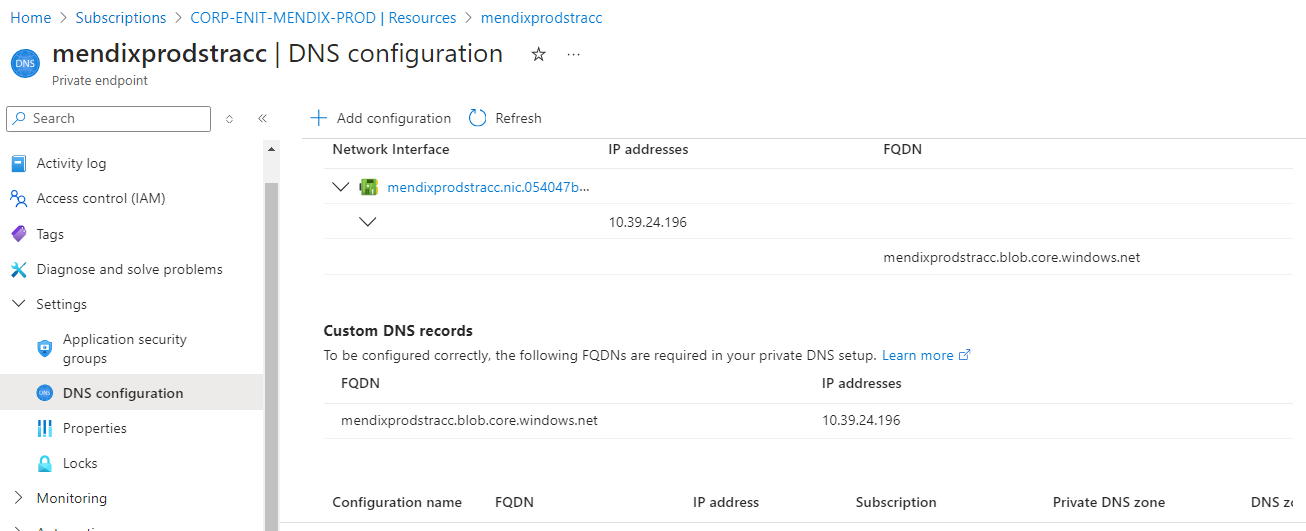 Home > Subscriptions > CORP-ENIT-MENDIX-PROD | Resources > mendixprodstracc
DNS
mendixprodstracc | DNS configuration ☆ ...
Private endpoint
Search
Add configuration Refresh
Network Interface IP addresses FQDN
Activity log
mendixprodstracc.nic.054047b...
Access control (IAM)
10.39.24.196
Tags
mendixprodstracc.blob.core.windows.net
Diagnose and solve problems
Settings
Application security
groups
DNS configuration
Properties
Locks
Monitoring
Custom DNS records
To be configured correctly, the following FQDNs are required in your private DNS setup. Learn more
FQDN IP addresses
mendixprodstracc.blob.core.windows.net 10.39.24.196
Configuration name FQDN IP address Subscription Private DNS zone DNS